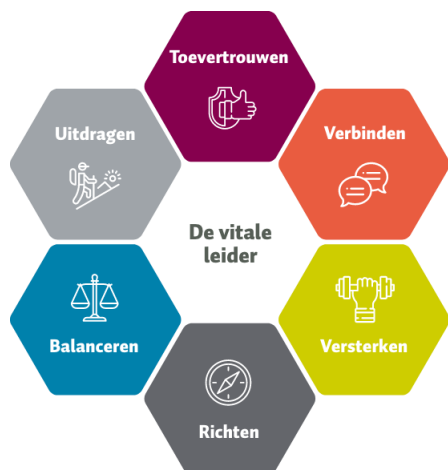 Toevertrouwen
Uitdragen
Verbinden
De vitale
leider
Balanceren
Versterken
Richten